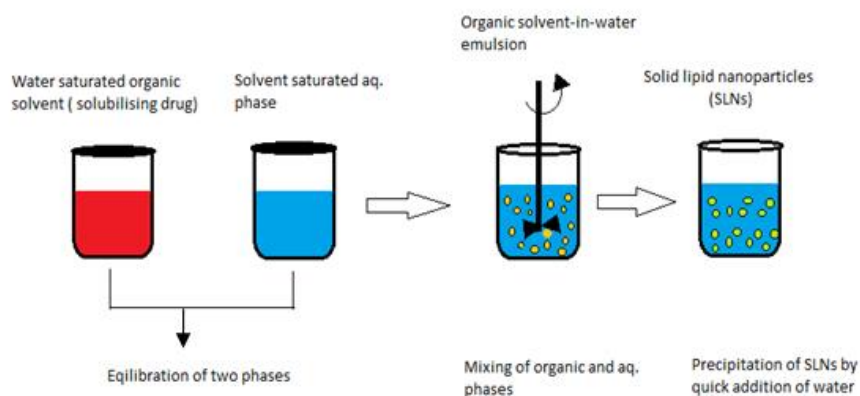 Water saturated organic
solvent ( solubilising drug)
Solvent saturated aq.
phase
Organic solvent-in-water
emulsion
Solid lipid nanoparticles
(SLNs)
Eqilibration of two phases
Mixing of organic and aq.
phases
Precipitation of SLNs by
quick addition of water